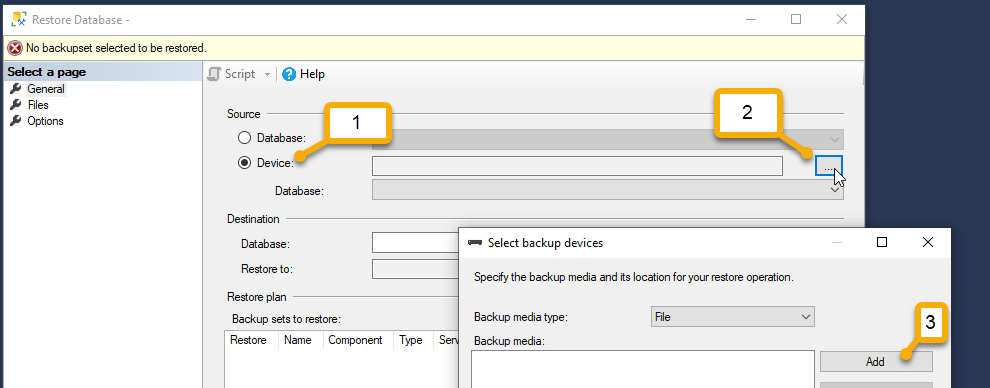 Restore Database -
No backupset selected to be restored.
Select a page
General
Files
Options
Script
Help
Source
1
2
Database:
Device:
...
Database:
Destination
Database:
Restore to:
Restore plan
Backup sets to restore:
Restore Name Component Type Serv
Select backup devices
Specify the backup media and its location for your restore operation.
Backup media type:
File
Backup media:
3
Add